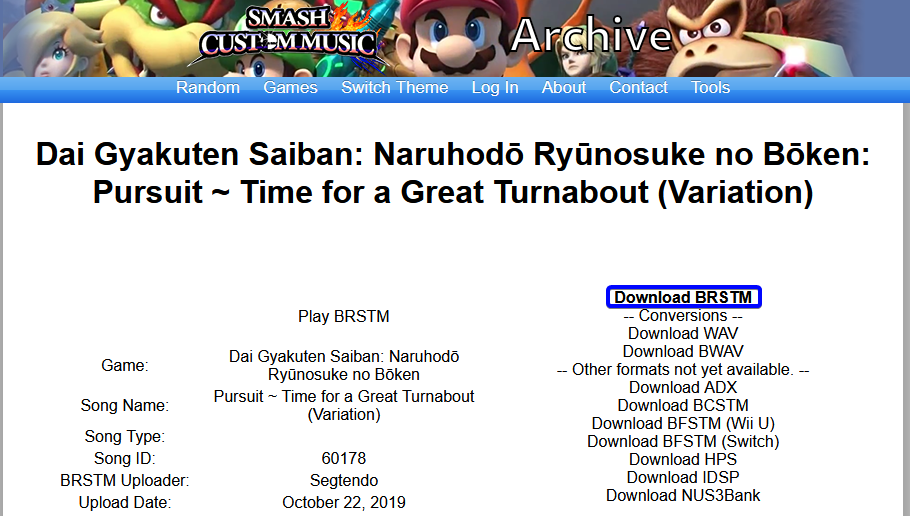 SMASH
CUSTOM MUSIC
Archive
Random Games Switch Theme Log In About Contact Tools
Dai Gyakuten Saiban: Naruhodō Ryūnosuke no Bōken:
Pursuit ~ Time for a Great Turnabout (Variation)
Play BRSTM
Game: Dai Gyakuten Saiban: Naruhodō
Ryūnosuke no Bōken
Song Name: Pursuit ~ Time for a Great Turnabout
(Variation)
Song Type:
Song ID: 60178
BRSTM Uploader: Segtendo
Upload Date: October 22, 2019
Download BRSTM
-- Conversions --
Download WAV
Download BWAV
-- Other formats not yet available. --
Download ADX
Download BCSTM
Download BFSTM (Wii U)
Download BFSTM (Switch)
Download HPS
Download IDSP
Download NUS3Bank